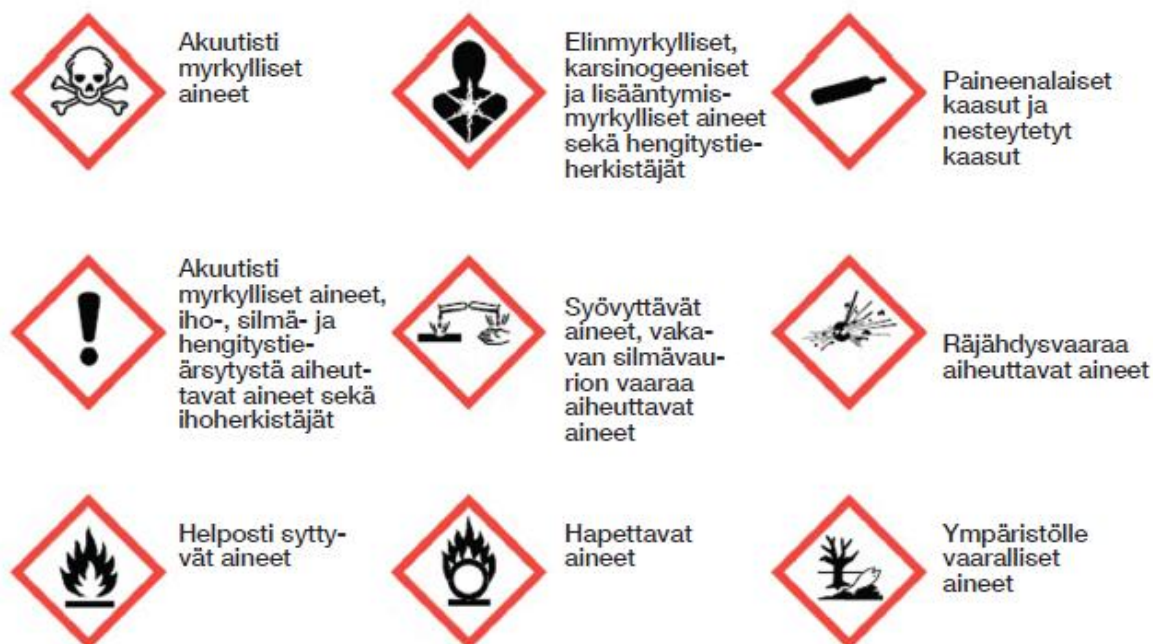 Akuutisti
myrkylliset
aineet
Elinmyrkylliset,
karsinogeeniset
ja lisääntymis-
myrkylliset aineet
sekä hengitystie-
herkistäjät
Paineenalaiset
kaasut ja
nesteytetyt
kaasut
Akuutisti
myrkylliset aineet,
iho-, silmä- ja
hengitystie-
ärsytystä aiheut-
tavat aineet sekä
ihoherkistäjät
Syövyttävät
aineet, vaka-
van silmävau-
rion vaaraa
aiheuttavat
aineet
Räjähdysvaaraa
aiheuttavat aineet
Helposti sytty-
vät aineet
Hapettavat
aineet
Ympäristölle
vaaralliset
aineet